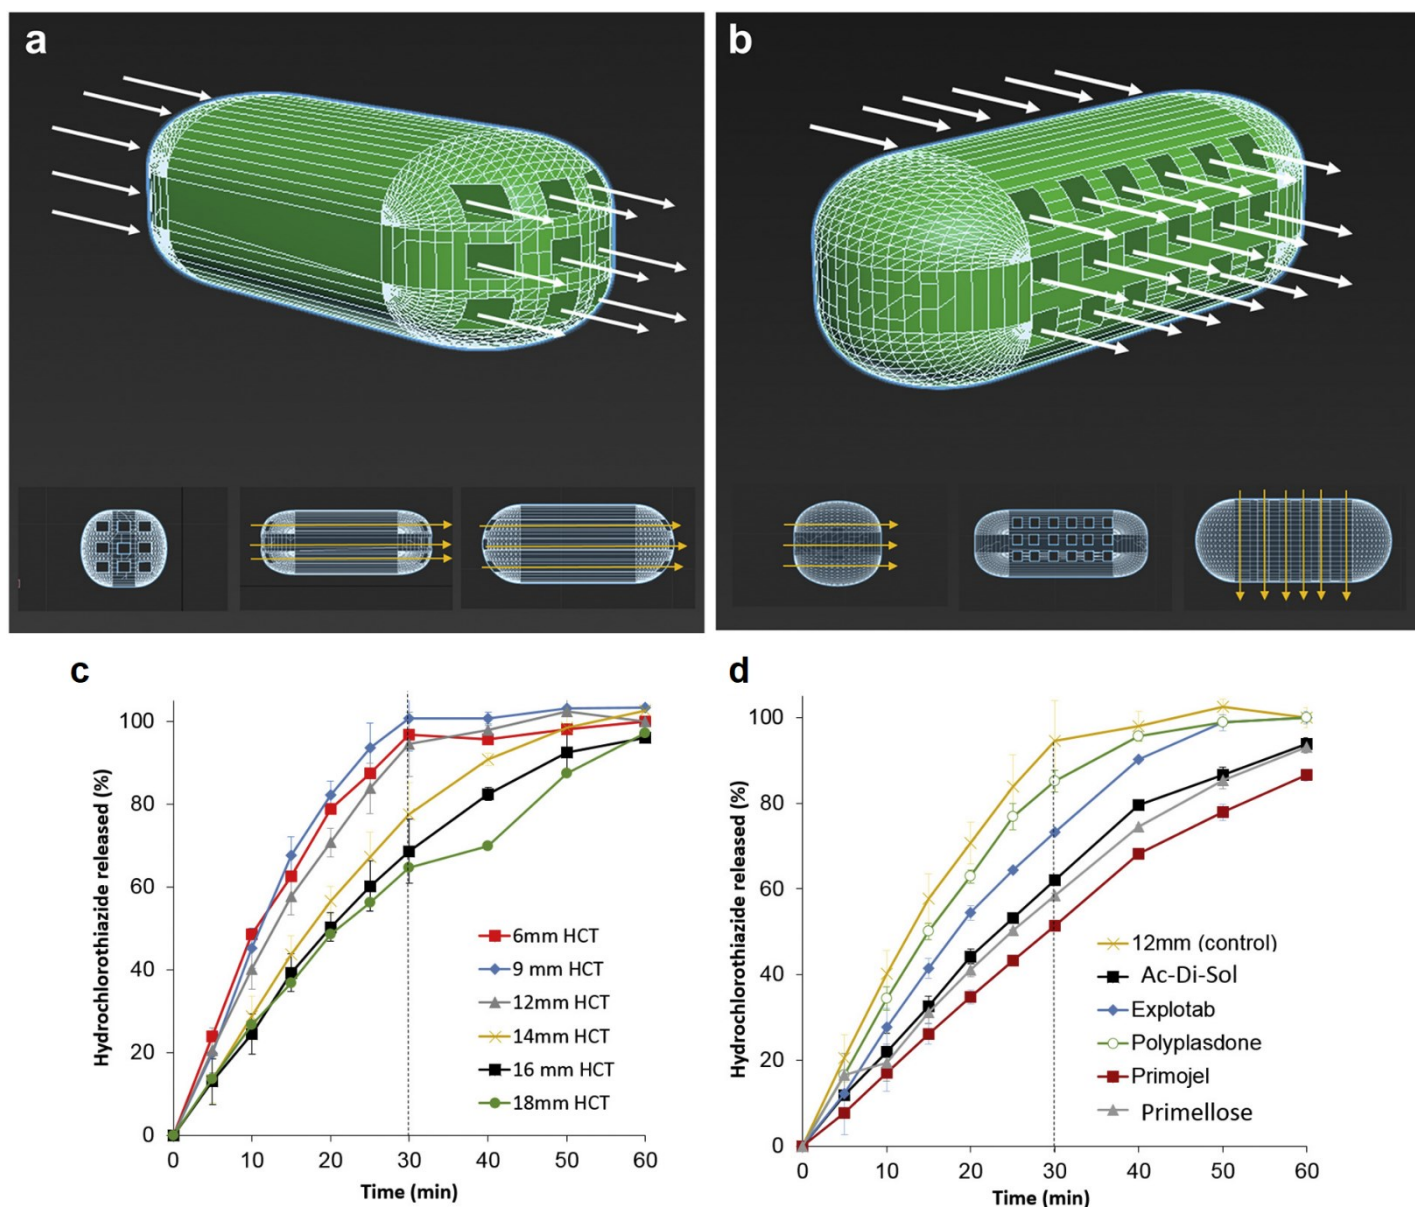 a
b
c
Hydrochlorothiazide released (%)
100
80
60
40
20
0
0 10 20 30 40 50 60
Time (min)
6mm HCT
9 mm HCT
12mm HCT
14mm HCT
16 mm HCT
18mm HCT
d
Hydrochlorothiazide released (%)
100
80
60
40
20
0
0 10 20 30 40 50 60
Time (min)
12mm (control)
Ac-Di-Sol
Explotab
Polyplasdone
Primojel
Primellose